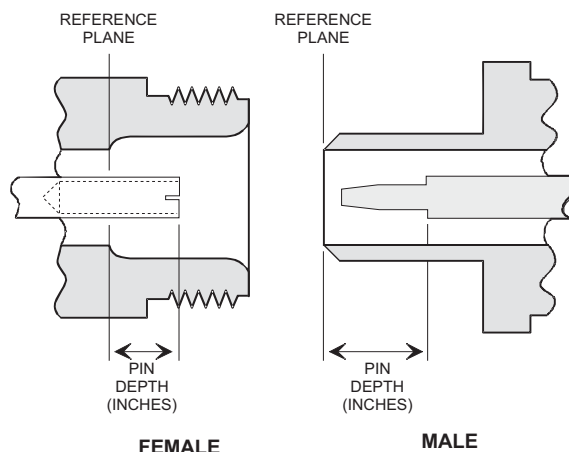 REFERENCE
PLANE
REFERENCE
PLANE
PIN
DEPTH
(INCHES)
PIN
DEPTH
(INCHES)
FEMALE
MALE